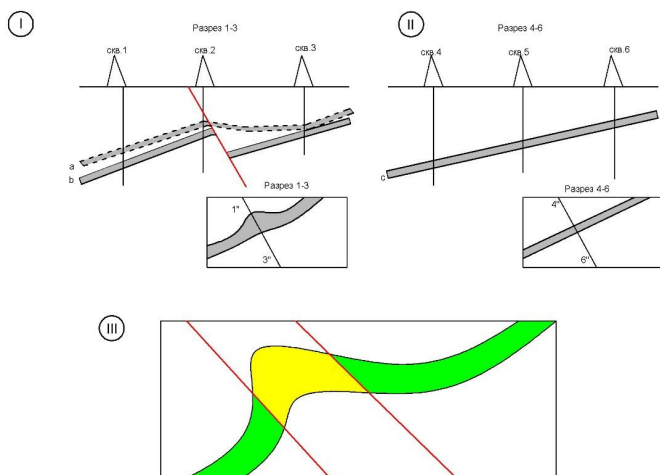 I
Разрез 1-3
скв.1
скв.2
скв.3
a
b
Разрез 1-3
1"
3"
II
Разрез 4-6
скв.4
скв.5
скв.6
c
Разрез 4-6
4"
6"
III